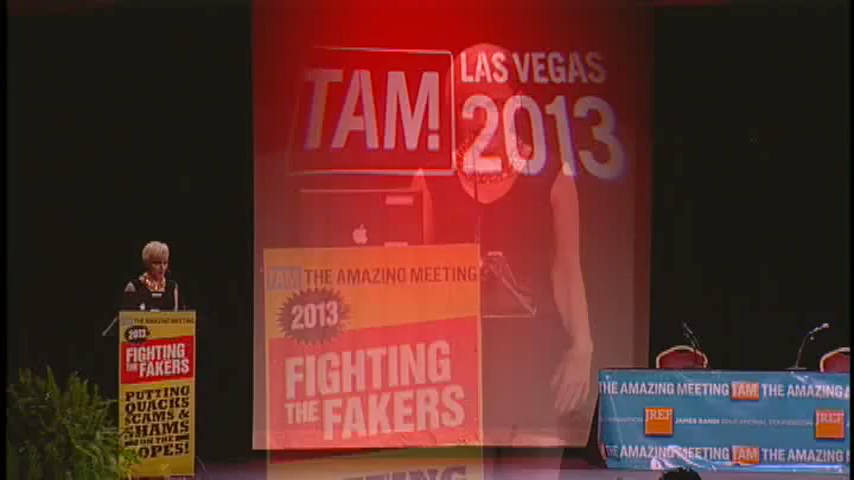 TAM!
LAS VEGAS
2013
TAM THE AMAZING MEETING
2013
FIGHTING
THE FAKERS
TAM THE AMAZING MEETING
2013
FIGHTING
THE FAKERS
PUTTING
QUACKS
SCAMS &
SHAMS
ON THE
ROPES!
THE AMAZING MEETING TAM THE AMAZING
JREF JAMES RANDI EDUCATIONAL FOUNDATION JREF
THE AMAZING MEETING TAM THE AMAZING